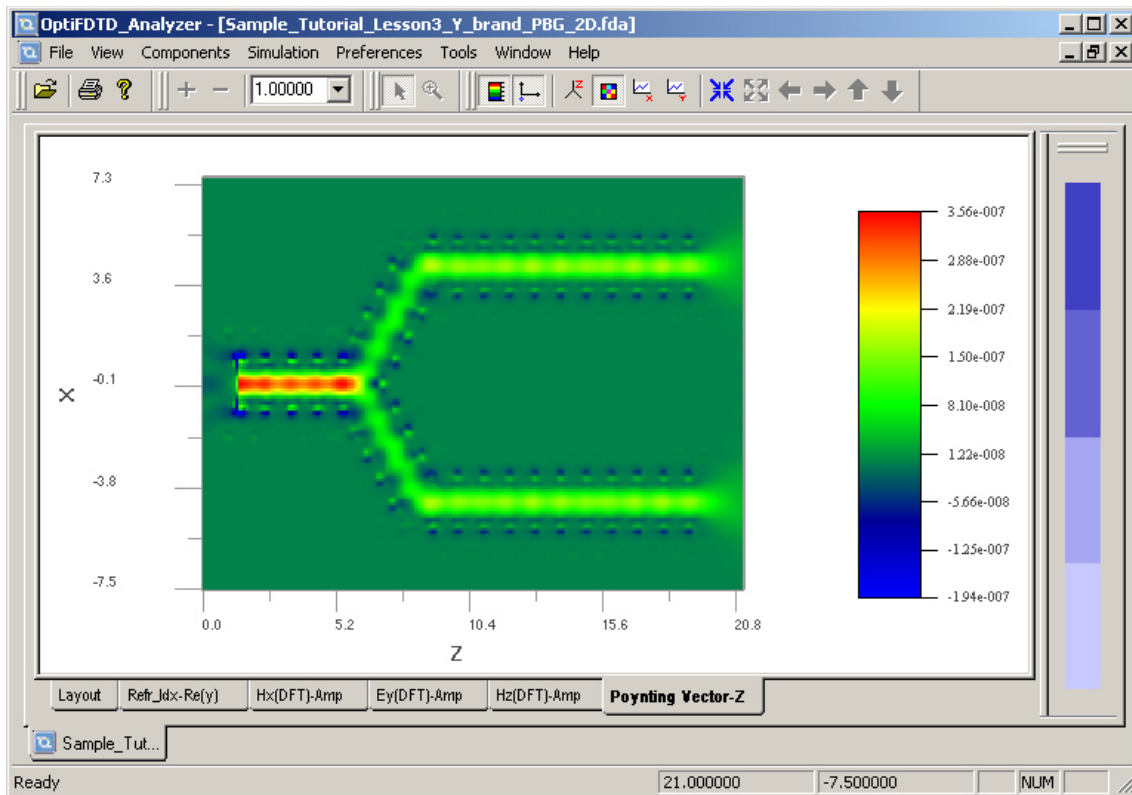 OptiFDTD_Analyzer - [Sample_Tutorial_Lesson3_Y_brand_PBG_2D.fda]
File View Components Simulation Preferences Tools Window Help
1.00000
7.3
3.6
-0.1
-3.8
-7.5
X
0.0 5.2 10.4 15.6 20.8
Z
3.56e-007
2.88e-007
2.19e-007
1.50e-007
8.10e-008
1.22e-008
-5.66e-008
-1.25e-007
-1.94e-007
Layout Refr_Idx-Re(y) Hx(DFT)-Amp Ey(DFT)-Amp Hz(DFT)-Amp Poynting Vector-Z
Sample_Tut...
Ready 21.000000 -7.500000 NUM